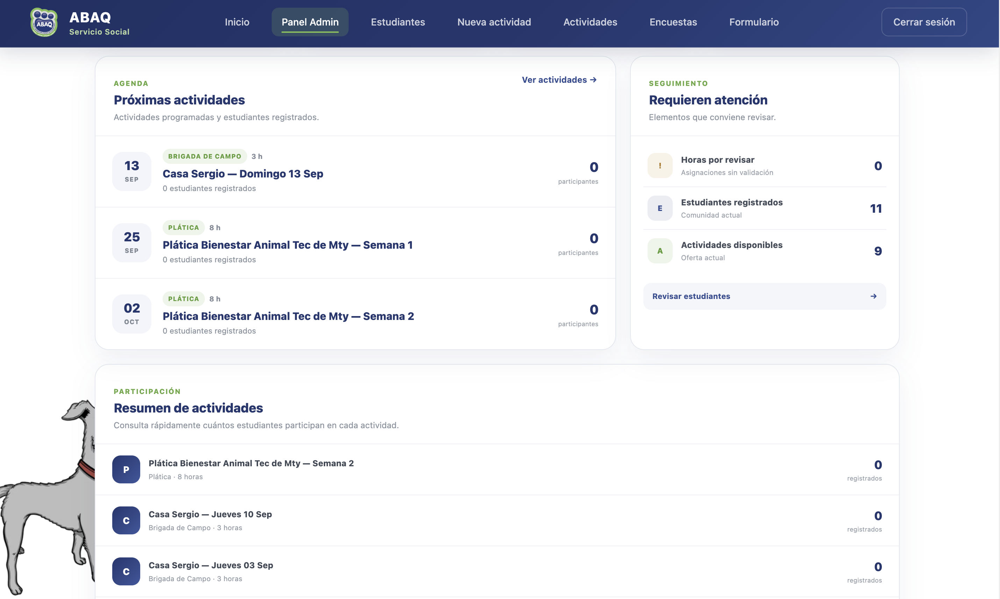 ABAQ
ABAQ
Servicio Social
Inicio
Panel Admin
Estudiantes
Nueva actividad
Actividades
Encuestas
Formulario
Cerrar sesión
AGENDA
Ver actividades →
Próximas actividades
Actividades programadas y estudiantes registrados.
13
SEP
BRIGADA DE CAMPO 3 h
Casa Sergio — Domingo 13 Sep
0 estudiantes registrados
0
participantes
25
SEP
PLÁTICA 8 h
Plática Bienestar Animal Tec de Mty — Semana 1
0 estudiantes registrados
0
participantes
02
OCT
PLÁTICA 8 h
Plática Bienestar Animal Tec de Mty — Semana 2
0 estudiantes registrados
0
participantes
SEGUIMIENTO
Requieren atención
Elementos que conviene revisar.
!
Horas por revisar
Asignaciones sin validación
0
E
Estudiantes registrados
Comunidad actual
11
A
Actividades disponibles
Oferta actual
9
Revisar estudiantes →
PARTICIPACIÓN
Resumen de actividades
Consulta rápidamente cuántos estudiantes participan en cada actividad.
P
Plática Bienestar Animal Tec de Mty — Semana 2
Plática · 8 horas
0
registrados
C
Casa Sergio — Jueves 10 Sep
Brigada de Campo · 3 horas
0
registrados
C
Casa Sergio — Jueves 03 Sep
Brigada de Campo · 3 horas
0
registrados